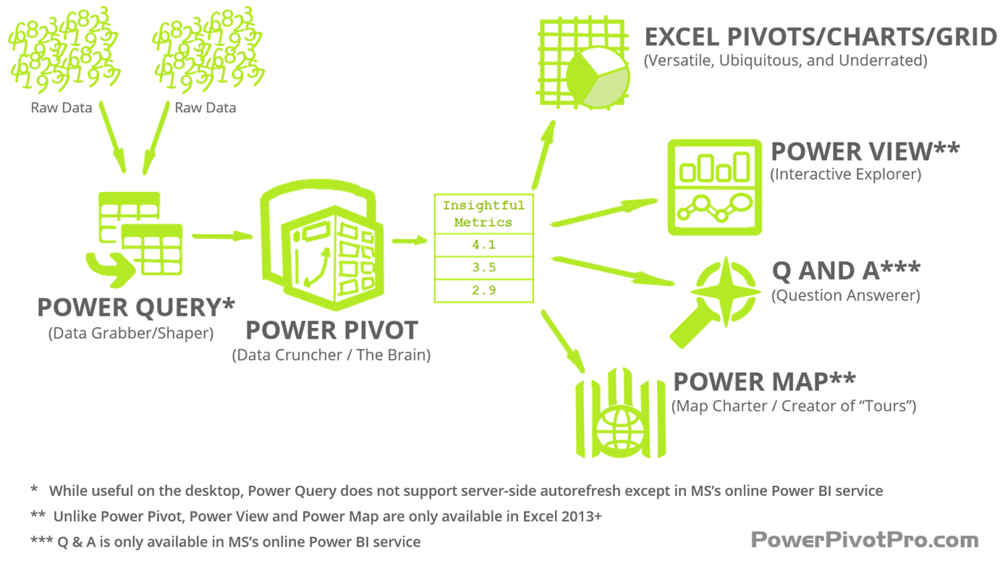 Raw Data
Raw Data
EXCEL PIVOTS/CHARTS/GRID
(Versatile, Ubiquitous, and Underrated)
POWER VIEW**
(Interactive Explorer)
Insightful
Metrics
4.1
3.5
2.9
Q AND A***
(Question Answerer)
POWER QUERY*
(Data Grabber/Shaper)
POWER PIVOT
(Data Cruncher / The Brain)
POWER MAP**
(Map Charter / Creator of “Tours”)
* While useful on the desktop, Power Query does not support server-side autorefresh except in MS’s online Power BI service
** Unlike Power Pivot, Power View and Power Map are only available in Excel 2013+
*** Q & A is only available in MS’s online Power BI service
PowerPivotPro.com